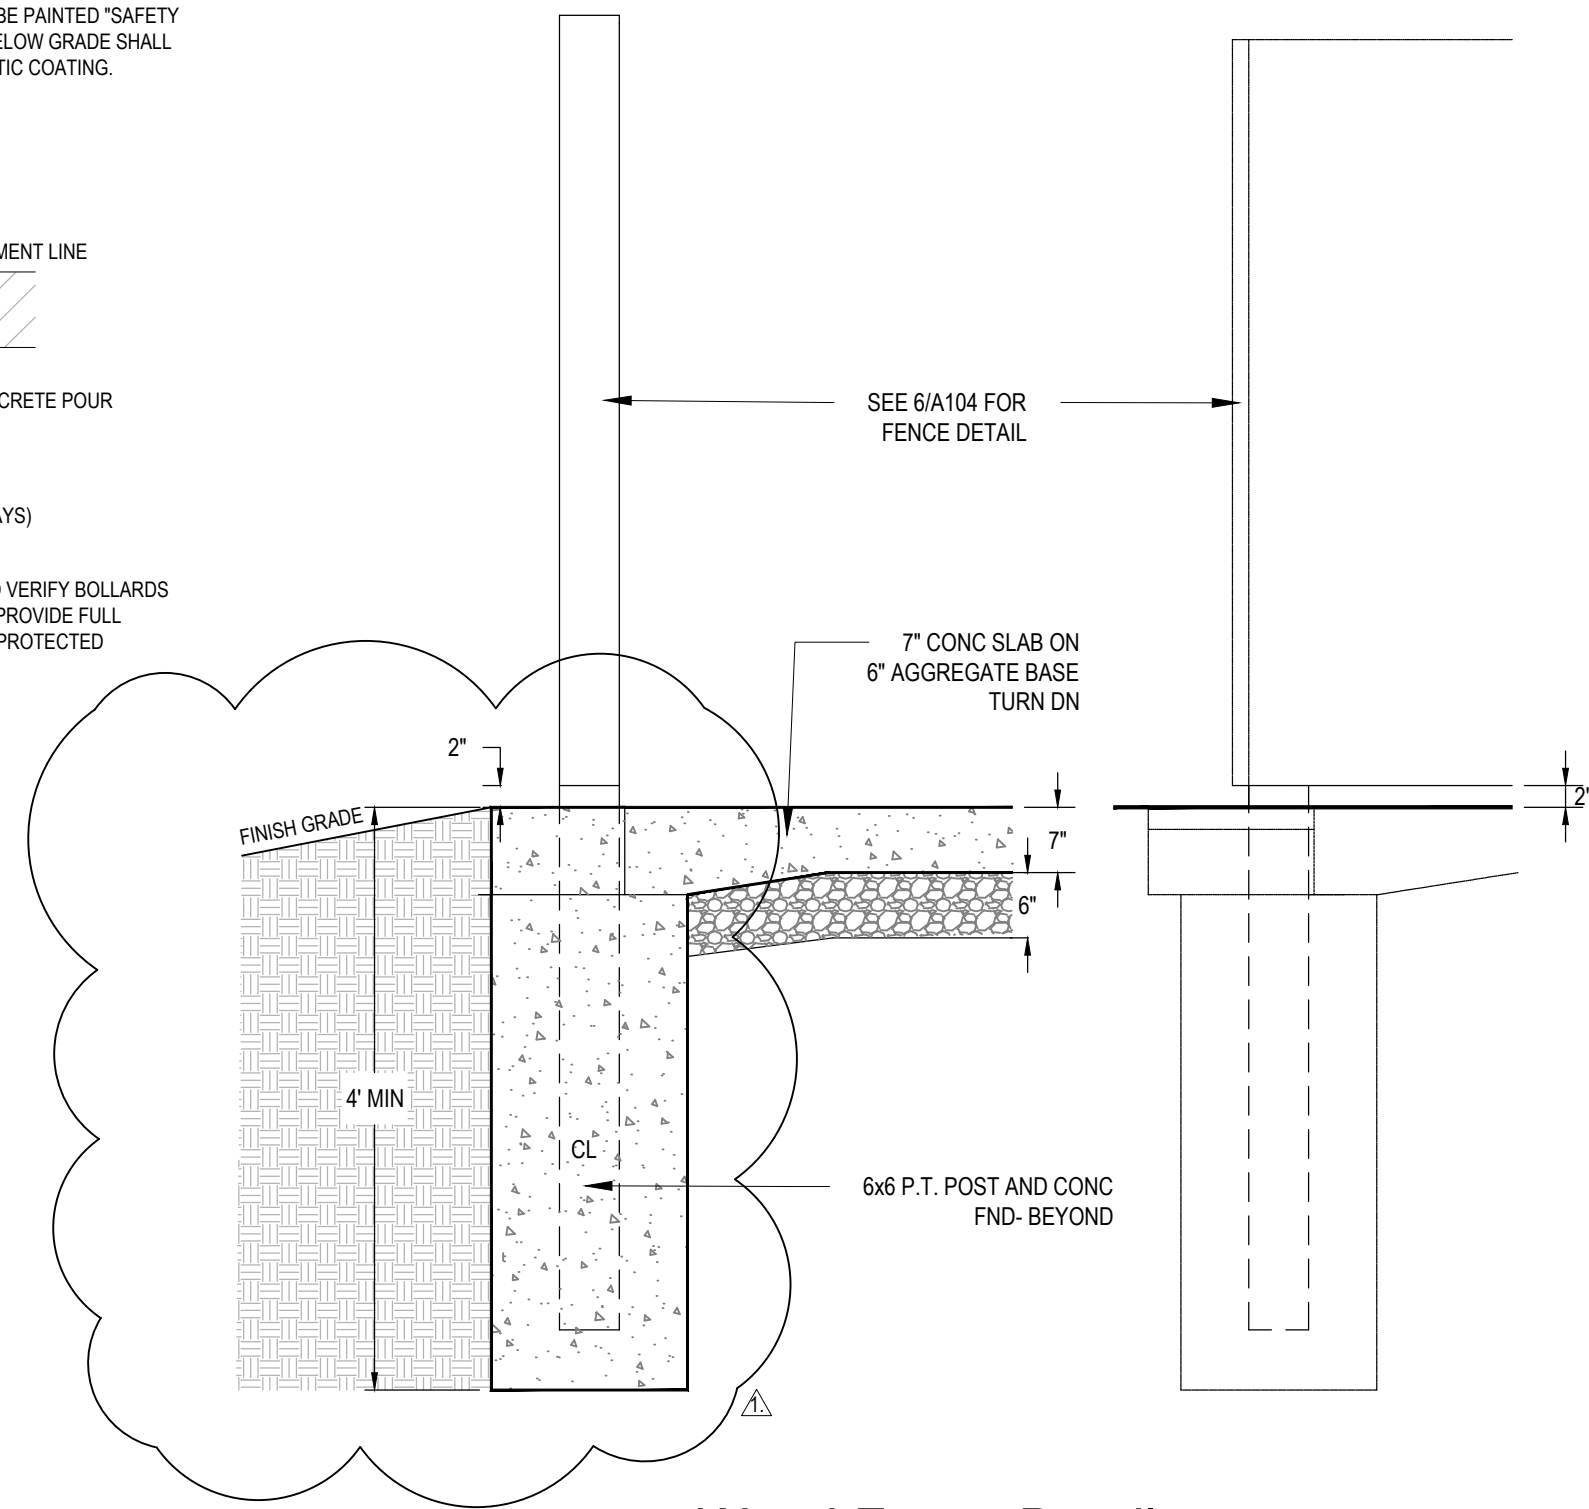 BE PAINTED "SAFETY
ELOW GRADE SHALL
TIC COATING.
MENT LINE
CRETE POUR
AYS)
VERIFY BOLLARDS
PROVIDE FULL
PROTECTED
SEE 6/A104 FOR
FENCE DETAIL
7" CONC SLAB ON
6" AGGREGATE BASE
TURN DN
2"
2'
FINISH GRADE
7"
6"
4' MIN
CL
6x6 P.T. POST AND CONC
FND- BEYOND
1.